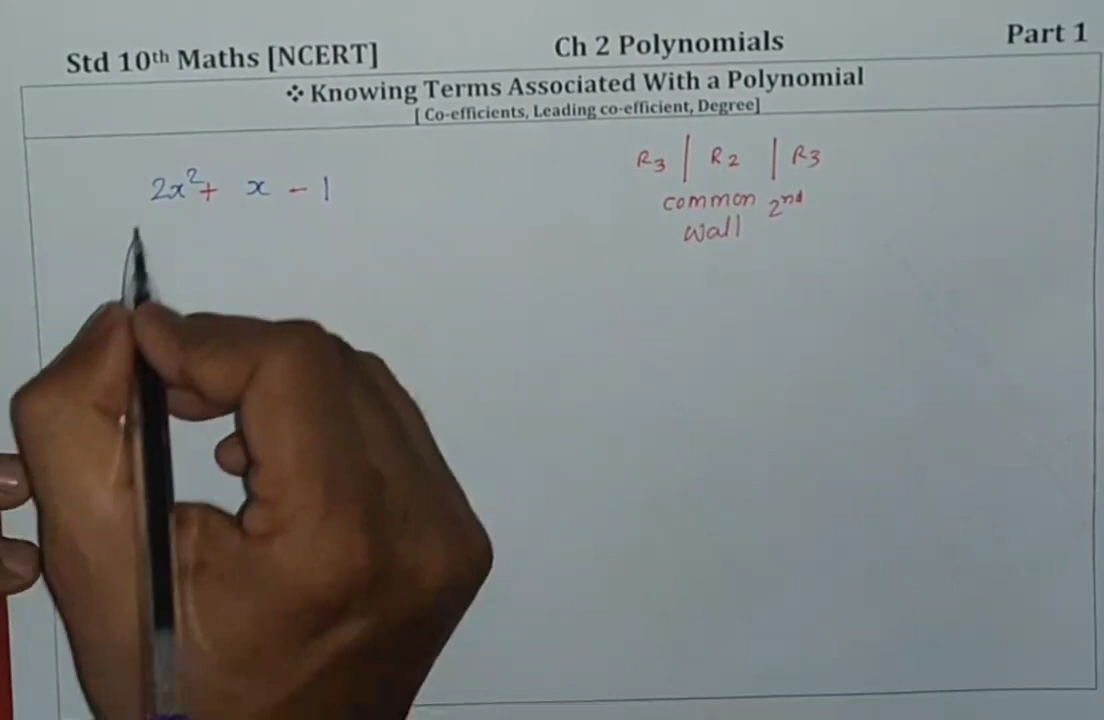 Std 10th Maths [NCERT] Ch 2 Polynomials Part 1
❖ Knowing Terms Associated With a Polynomial
[ Co-efficients, Leading co-efficient, Degree]
2x² + x - 1
R3 | R2 | R3
common 2nd
wall